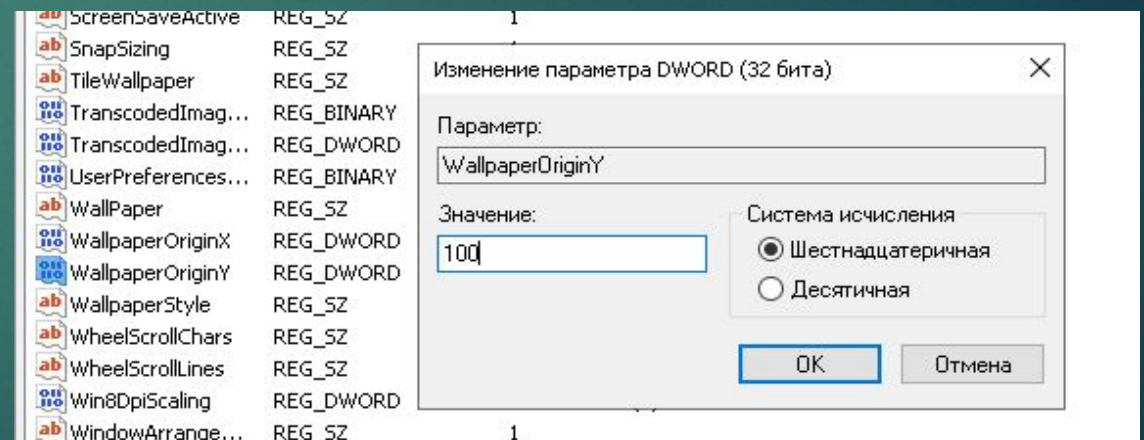 ScreenSaveActive REG_SZ 1
SnapSizing REG_SZ
TileWallpaper REG_SZ
TranscodedImag... REG_BINARY
TranscodedImag... REG_DWORD
UserPreferences... REG_BINARY
WallPaper REG_SZ
WallpaperOriginX REG_DWORD
WallpaperOriginY REG_DWORD
WallpaperStyle REG_SZ
WheelScrollChars REG_SZ
WheelScrollLines REG_SZ
Win8DpiScaling REG_DWORD
WindowArrange... REG_SZ 1
Изменение параметра DWORD (32 бита)
Параметр:
WallpaperOriginY
Значение:
100
Система исчисления
Шестнадцатеричная
Десятичная
OK Отмена